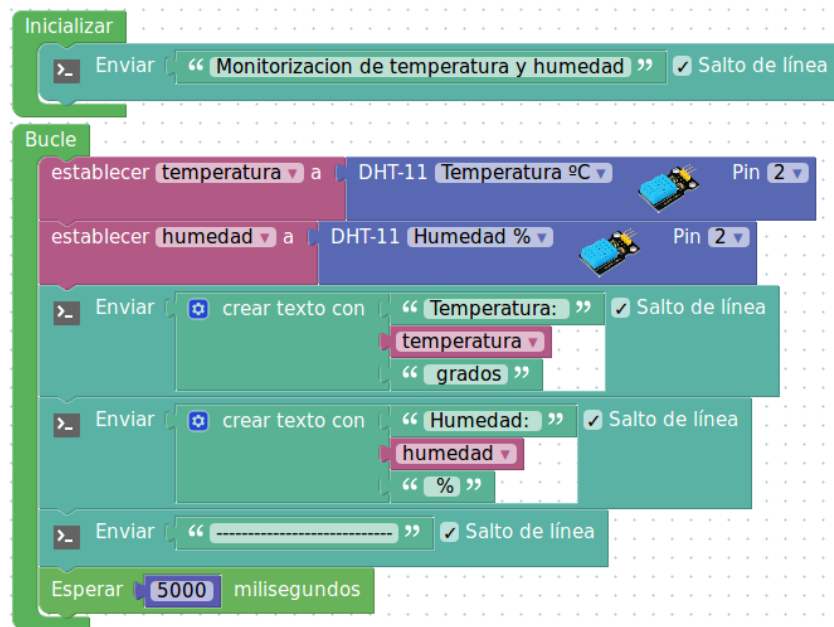 Inicializar
Enviar “ Monitorizacion de temperatura y humedad ” ✓ Salto de línea
Bucle
establecer temperatura ▾ a DHT-11 Temperatura ºC ▾ Pin 2 ▾
establecer humedad ▾ a DHT-11 Humedad % ▾ Pin 2 ▾
Enviar crear texto con “ Temperatura: ” ✓ Salto de línea
temperatura ▾
“ grados ”
Enviar crear texto con “ Humedad: ” ✓ Salto de línea
humedad ▾
“ % ”
Enviar “ ---------------------------- ” ✓ Salto de línea
Esperar 5000 milisegundos